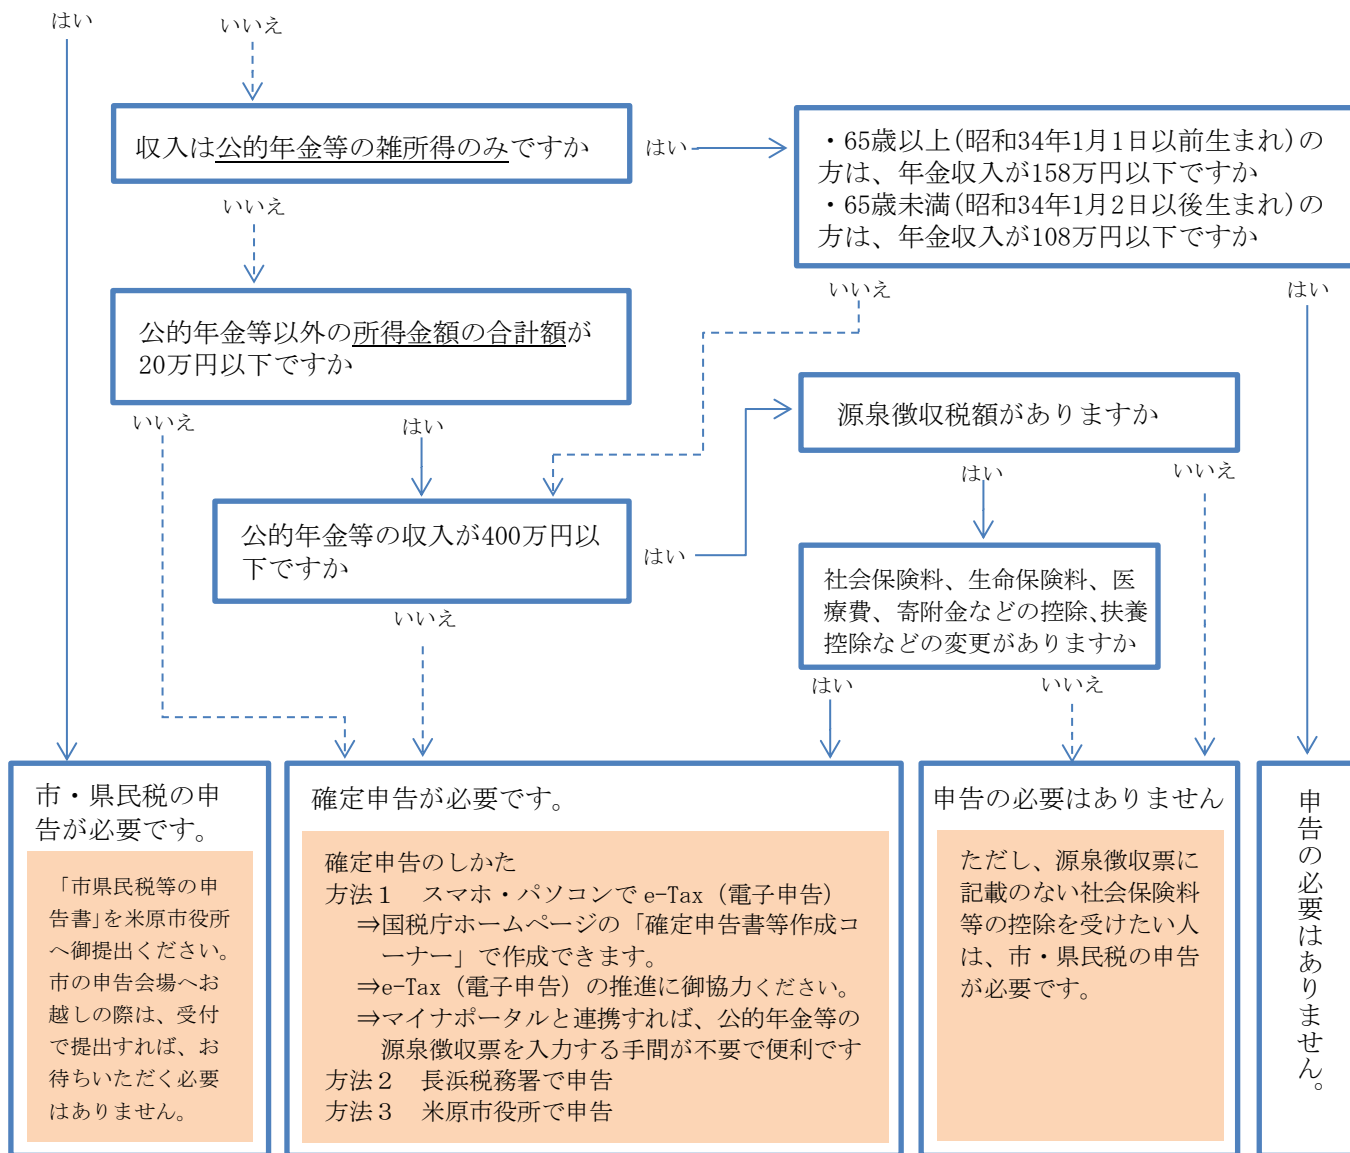 はい
いいえ
収入は公的年金等の雑所得のみですか
はい
・65歳以上(昭和34年1月1日以前生まれ)の
方は、年金収入が158万円以下ですか
・65歳未満(昭和34年1月2日以後生まれ)の
方は、年金収入が108万円以下ですか
いいえ
いいえ
はい
公的年金等以外の所得金額の合計額が
20万円以下ですか
いいえ
はい
源泉徴収税額がありますか
はい
いいえ
公的年金等の収入が400万円以
下ですか
はい
いいえ
社会保険料、生命保険料、医
療費、寄附金などの控除、扶養
控除などの変更がありますか
はい
いいえ
市・県民税の申
告が必要です。
「市県民税等の申
告書」を米原市役所
へ御提出ください。
市の申告会場へお
越しの際は、受付
で提出すれば、お
待ちいただく必要
はありません。
確定申告が必要です。
確定申告のしかた
方法1 スマホ・パソコンで e-Tax（電子申告）
⇒国税庁ホームページの「確定申告書等作成コ
ーナー」で作成できます。
⇒e-Tax（電子申告）の推進に御協力ください。
⇒マイナポータルと連携すれば、公的年金等の
源泉徴収票を入力する手間が不要で便利です
方法2 長浜税務署で申告
方法3 米原市役所で申告
申告の必要はありません
ただし、源泉徴収票に
記載のない社会保険料
等の控除を受けたい人
は、市・県民税の申告
が必要です。
申告の必要はありません。